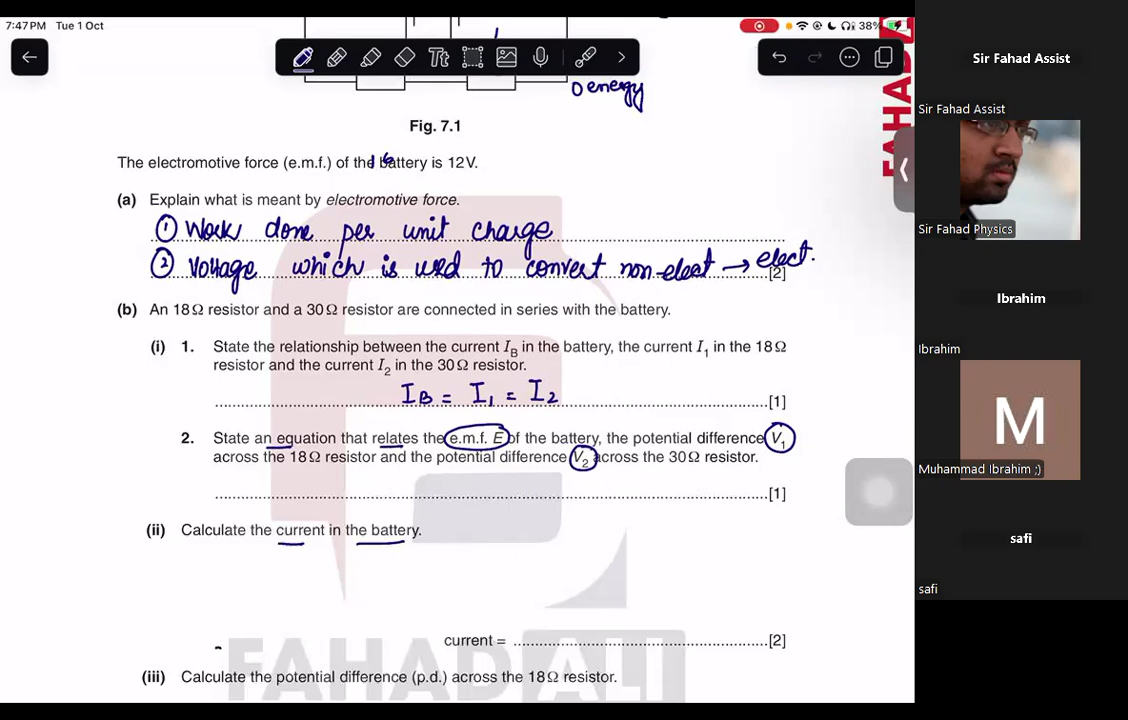 7:47 PM Tue 1 Oct
38%
Tt
0 energy
FAHADA
Fig. 7.1
The electromotive force (e.m.f.) of the battery is 12V.
16
(a) Explain what is meant by electromotive force.
① Work done per unit charge
② Voltage which is used to convert non-elect → elect.
[2]
(b) An 18Ω resistor and a 30Ω resistor are connected in series with the battery.
(i) 1. State the relationship between the current IB in the battery, the current I1 in the 18Ω
resistor and the current I2 in the 30Ω resistor.
IB = I1 = I2
[1]
2. State an equation that relates the e.m.f. E of the battery, the potential difference V1
across the 18Ω resistor and the potential difference V2 across the 30Ω resistor.
[1]
(ii) Calculate the current in the battery.
current = [2]
FAHAD ALI
(iii) Calculate the potential difference (p.d.) across the 18Ω resistor.
Sir Fahad Assist
Sir Fahad Assist
Sir Fahad Physics
Ibrahim
Ibrahim
M
Muhammad Ibrahim ;)
safi
safi